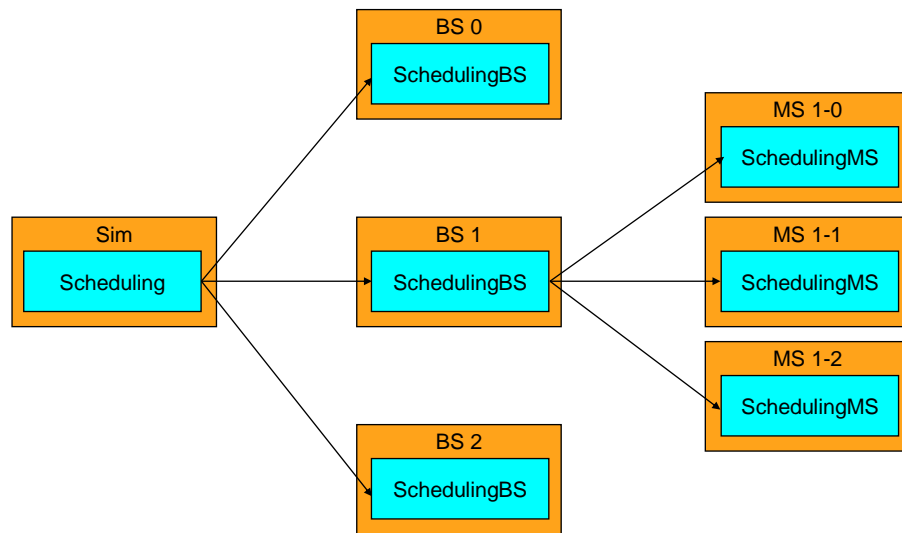 BS 0
SchedulingBS
MS 1-0
SchedulingMS
Sim
Scheduling
BS 1
SchedulingBS
MS 1-1
SchedulingMS
MS 1-2
SchedulingMS
BS 2
SchedulingBS